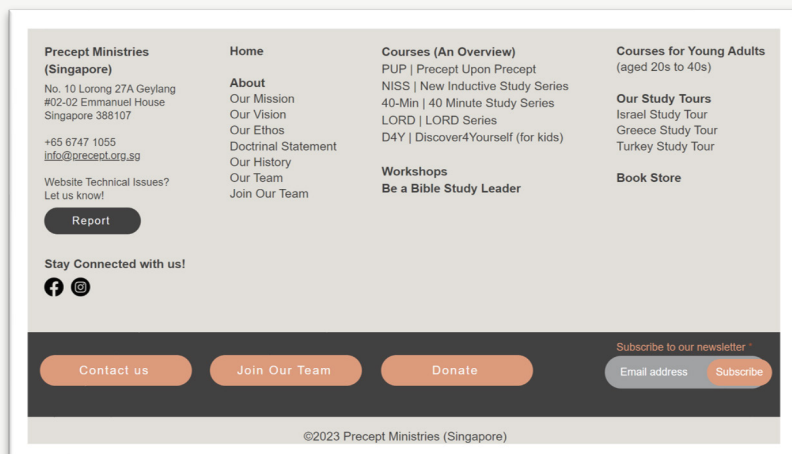 Precept Ministries
(Singapore)
No. 10 Lorong 27A Geylang
#02-02 Emmanuel House
Singapore 388107
+65 6747 1055
info@precept.org.sg
Website Technical Issues?
Let us know!
Report
Stay Connected with us!
Home
About
Our Mission
Our Vision
Our Ethos
Doctrinal Statement
Our History
Our Team
Join Our Team
Courses (An Overview)
PUP | Precept Upon Precept
NISS | New Inductive Study Series
40-Min | 40 Minute Study Series
LORD | LORD Series
D4Y | Discover4Yourself (for kids)
Workshops
Be a Bible Study Leader
Courses for Young Adults
(aged 20s to 40s)
Our Study Tours
Israel Study Tour
Greece Study Tour
Turkey Study Tour
Book Store
Contact us
Join Our Team
Donate
Subscribe to our newsletter *
Email address
Subscribe
©2023 Precept Ministries (Singapore)